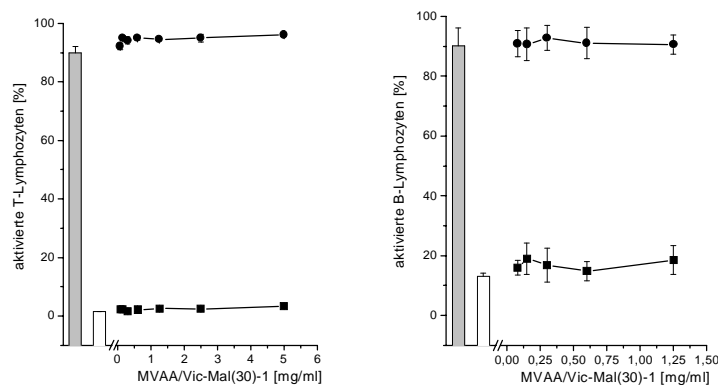 aktivierte T-Lymphozyten [%]
100
80
60
40
20
0
0 1 2 3 4 5 6
MVAA/Vic-Mal(30)-1 [mg/ml]
aktivierte B-Lymphozyten [%]
100
80
60
40
20
0
0,00 0,25 0,50 0,75 1,00 1,25 1,50
MVAA/Vic-Mal(30)-1 [mg/ml]